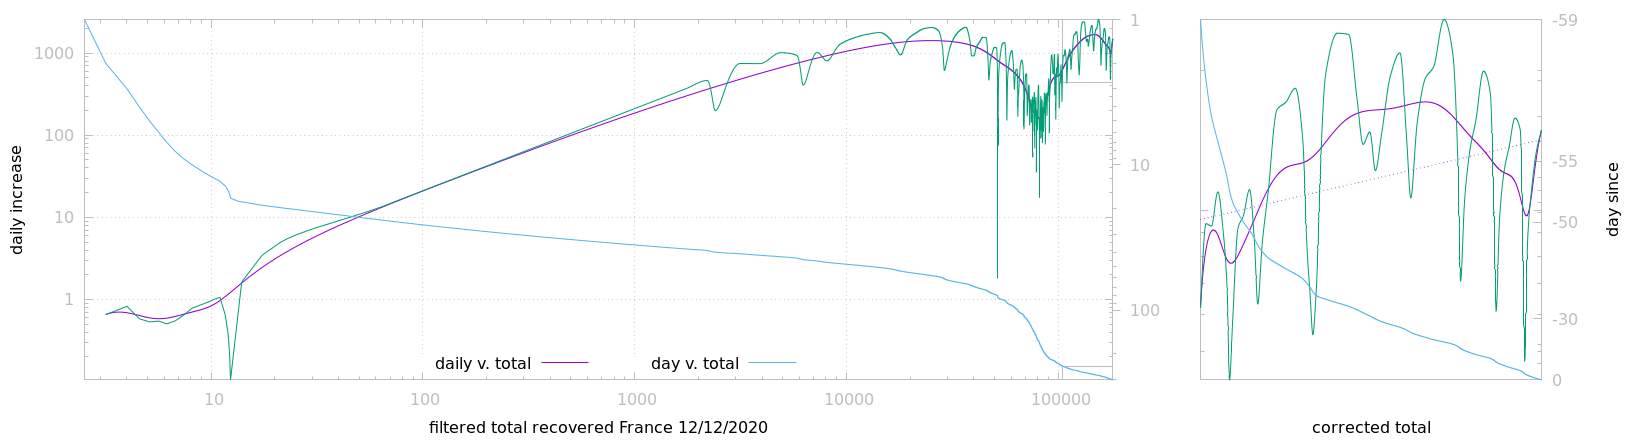 1000
100
10
1
daily increase
10
100
1000
10000
100000
filtered total recovered France 12/12/2020
daily v. total
day v. total
1
10
100
-59
-55
-50
-30
0
day since
corrected total